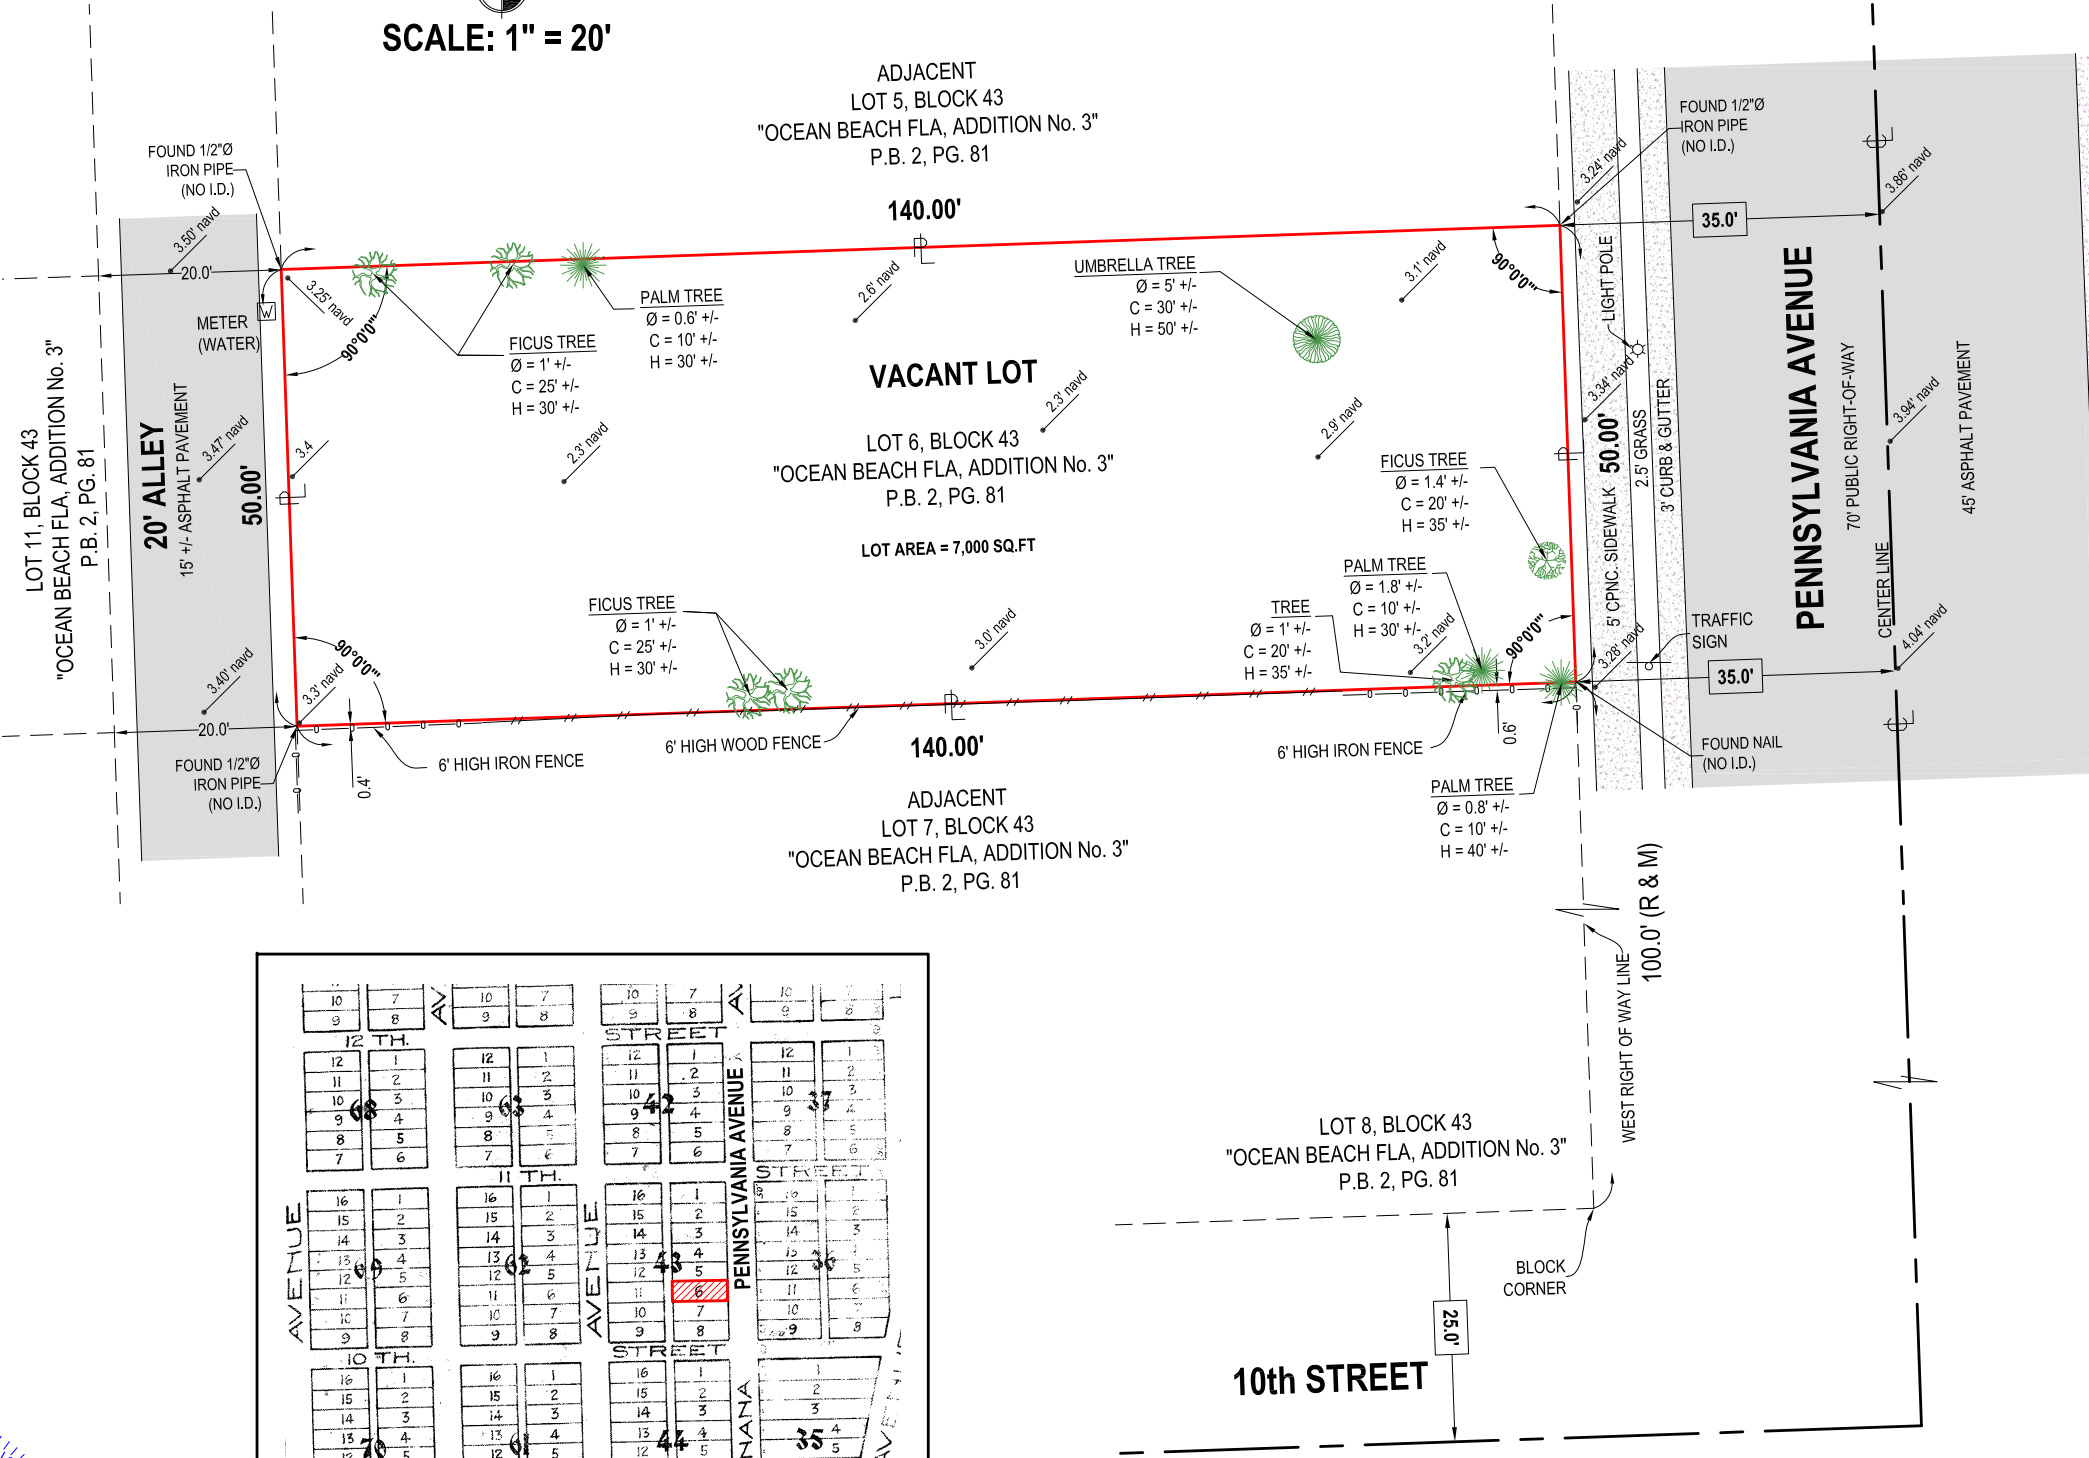 SCALE: 1" = 20'
ADJACENT
LOT 5, BLOCK 43
"OCEAN BEACH FLA, ADDITION No. 3"
P.B. 2, PG. 81
140.00'
FOUND 1/2"Ø
IRON PIPE
(NO I.D.)
3.50' navd
20.0'
3.25' navd
METER
(WATER)
W
90°0'0"
FICUS TREE
Ø = 1' +/-
C = 25' +/-
H = 30' +/-
PALM TREE
Ø = 0.6' +/-
C = 10' +/-
H = 30' +/-
2.6' navd
UMBRELLA TREE
Ø = 5' +/-
C = 30' +/-
H = 50' +/-
3.1' navd
90°0'0"
3.24' navd
FOUND 1/2"Ø
IRON PIPE
(NO I.D.)
35.0'
3.86' navd
LIGHT POLE
VACANT LOT
2.3' navd
2.9' navd
2.3' navd
LOT 6, BLOCK 43
"OCEAN BEACH FLA, ADDITION No. 3"
P.B. 2, PG. 81
LOT AREA = 7,000 SQ.FT
LOT 11, BLOCK 43
"OCEAN BEACH FLA, ADDITION No. 3"
P.B. 2, PG. 81
20' ALLEY
15' +/- ASPHALT PAVEMENT
3.47' navd
50.00'
3.4
3.40' navd
20.0'
3.3' navd
90°0'0"
FICUS TREE
Ø = 1' +/-
C = 25' +/-
H = 30' +/-
3.0' navd
TREE
Ø = 1' +/-
C = 20' +/-
H = 35' +/-
PALM TREE
Ø = 1.8' +/-
C = 10' +/-
H = 30' +/-
3.2' navd
FICUS TREE
Ø = 1.4' +/-
C = 20' +/-
H = 35' +/-
90°0'0"
3.34' navd
50.00'
5' CPNC. SIDEWALK
2.5' GRASS
3' CURB & GUTTER
3.28' navd
TRAFFIC
SIGN
35.0'
PENNSYLVANIA AVENUE
70' PUBLIC RIGHT-OF-WAY
CENTER LINE
45' ASPHALT PAVEMENT
3.94' navd
4.04' navd
FOUND 1/2"Ø
IRON PIPE
(NO I.D.)
0.4'
6' HIGH IRON FENCE
6' HIGH WOOD FENCE
140.00'
6' HIGH IRON FENCE
0.6'
FOUND NAIL
(NO I.D.)
PALM TREE
Ø = 0.8' +/-
C = 10' +/-
H = 40' +/-
ADJACENT
LOT 7, BLOCK 43
"OCEAN BEACH FLA, ADDITION No. 3"
P.B. 2, PG. 81
100.0' (R & M)
WEST RIGHT OF WAY LINE
LOT 8, BLOCK 43
"OCEAN BEACH FLA, ADDITION No. 3"
P.B. 2, PG. 81
BLOCK
CORNER
25.0'
10th STREET
12 TH.
STREET
68
63
42
37
PENNSYLVANIA AVENUE
11 TH.
STREET
AVENUE
69
62
AVENUE
43
36
6
10 TH.
STREET
70
61
44
35